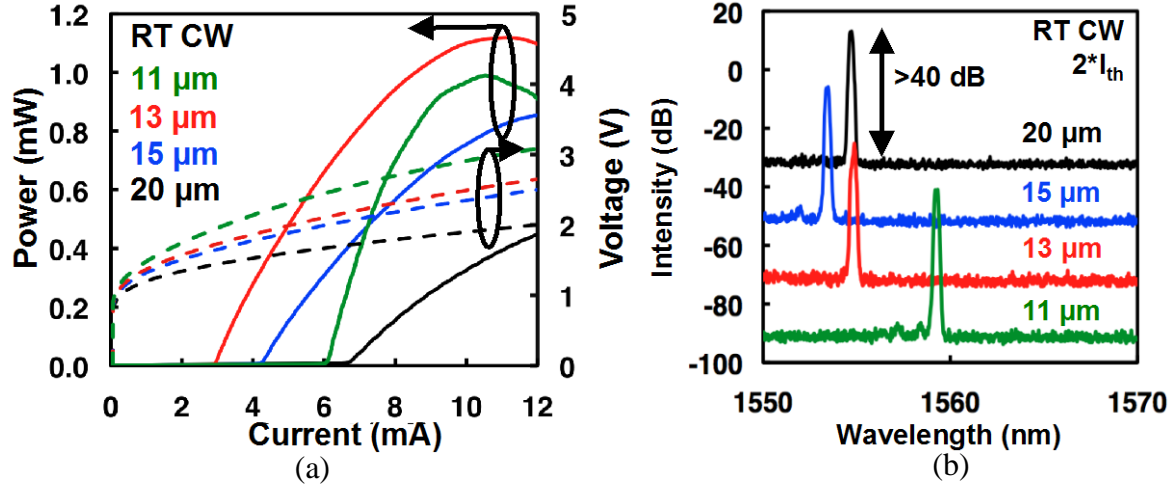 1.2
1.0
0.8
0.6
0.4
0.2
0.0
Power (mW)
RT CW
11 µm
13 µm
15 µm
20 µm
5
4
3
2
1
0
Voltage (V)
0 2 4 6 8 10 12
Current (mA)
(a)
20
0
-20
-40
-60
-80
-100
Intensity (dB)
RT CW
2*Ith
>40 dB
20 µm
15 µm
13 µm
11 µm
1550 1560 1570
Wavelength (nm)
(b)